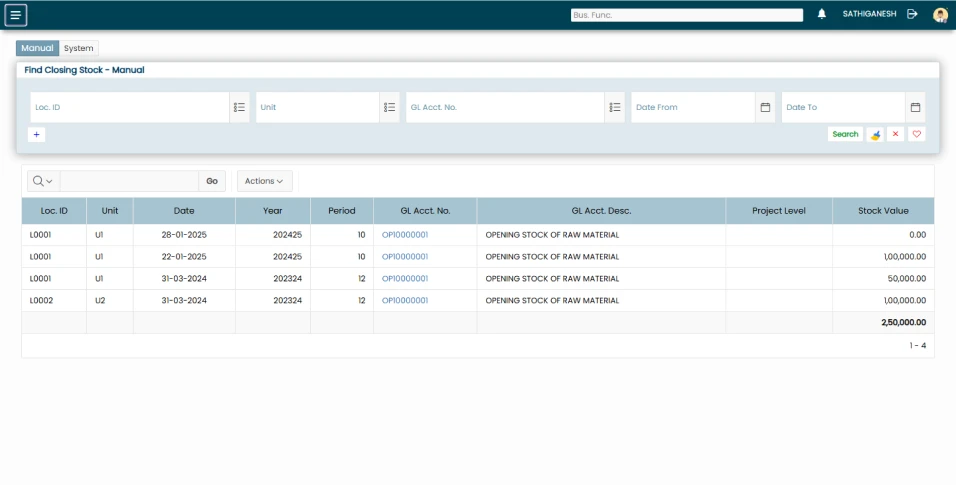 Bus. Func.
SATHIGANESH
Manual System
Find Closing Stock - Manual
Loc. ID Unit GL Acct. No. Date From Date To
+ Search ×
Go Actions
Loc. ID Unit Date Year Period GL Acct. No. GL Acct. Desc. Project Level Stock Value
L0001 U1 28-01-2025 202425 10 OP10000001 OPENING STOCK OF RAW MATERIAL 0.00
L0001 U1 22-01-2025 202425 10 OP10000001 OPENING STOCK OF RAW MATERIAL 1,00,000.00
L0001 U1 31-03-2024 202324 12 OP10000001 OPENING STOCK OF RAW MATERIAL 50,000.00
L0002 U2 31-03-2024 202324 12 OP10000001 OPENING STOCK OF RAW MATERIAL 1,00,000.00
2,50,000.00
1 - 4